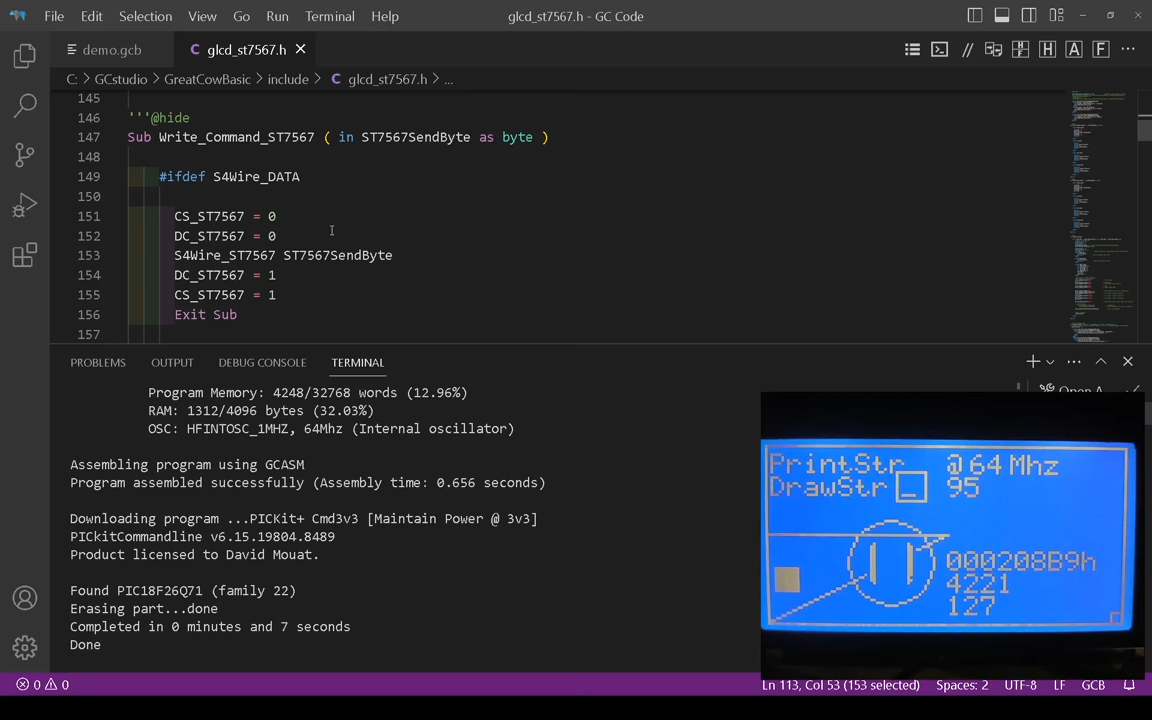 File Edit Selection View Go Run Terminal Help glcd_st7567.h - GC Code
demo.gcb glcd_st7567.h
C: > GCstudio > GreatCowBasic > include > C glcd_st7567.h > ...
145
146 '''@hide
147 Sub Write_Command_ST7567 ( in ST7567SendByte as byte )
148
149 #ifdef S4Wire_DATA
150
151 CS_ST7567 = 0
152 DC_ST7567 = 0
153 S4Wire_ST7567 ST7567SendByte
154 DC_ST7567 = 1
155 CS_ST7567 = 1
156 Exit Sub
157
PROBLEMS OUTPUT DEBUG CONSOLE TERMINAL
Program Memory: 4248/32768 words (12.96%)
RAM: 1312/4096 bytes (32.03%)
OSC: HFINTOSC_1MHZ, 64Mhz (Internal oscillator)
Assembling program using GCASM
Program assembled successfully (Assembly time: 0.656 seconds)
Downloading program ...PICKit+ Cmd3v3 [Maintain Power @ 3v3]
PICkitCommandline v6.15.19804.8489
Product licensed to David Mouat.
Found PIC18F26Q71 (family 22)
Erasing part...done
Completed in 0 minutes and 7 seconds
Done
PrintStr @ 64 Mhz
DrawStr _ 95
000208B9h
4221
127
0 0 Ln 113, Col 53 (153 selected) Spaces: 2 UTF-8 LF GCB